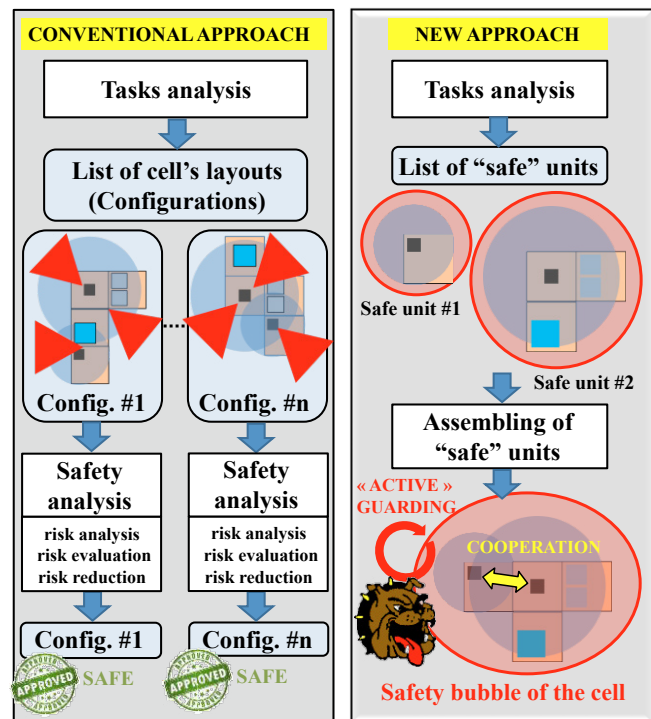 CONVENTIONAL APPROACH
Tasks analysis
List of cell's layouts
(Configurations)
....
Config. #1
Config. #n
Safety
analysis
risk analysis
risk evaluation
risk reduction
Safety
analysis
risk analysis
risk evaluation
risk reduction
Config. #1
Config. #n
APPROVED
SAFE
APPROVED
SAFE
NEW APPROACH
Tasks analysis
List of “safe” units
Safe unit #1
Safe unit #2
Assembling of
“safe” units
« ACTIVE »
GUARDING
COOPERATION
Safety bubble of the cell